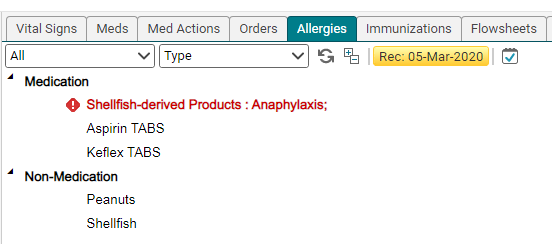 Vital Signs Meds Med Actions Orders Allergies Immunizations Flowsheets
All Type Rec: 05-Mar-2020
Medication
Shellfish-derived Products : Anaphylaxis;
Aspirin TABS
Keflex TABS
Non-Medication
Peanuts
Shellfish